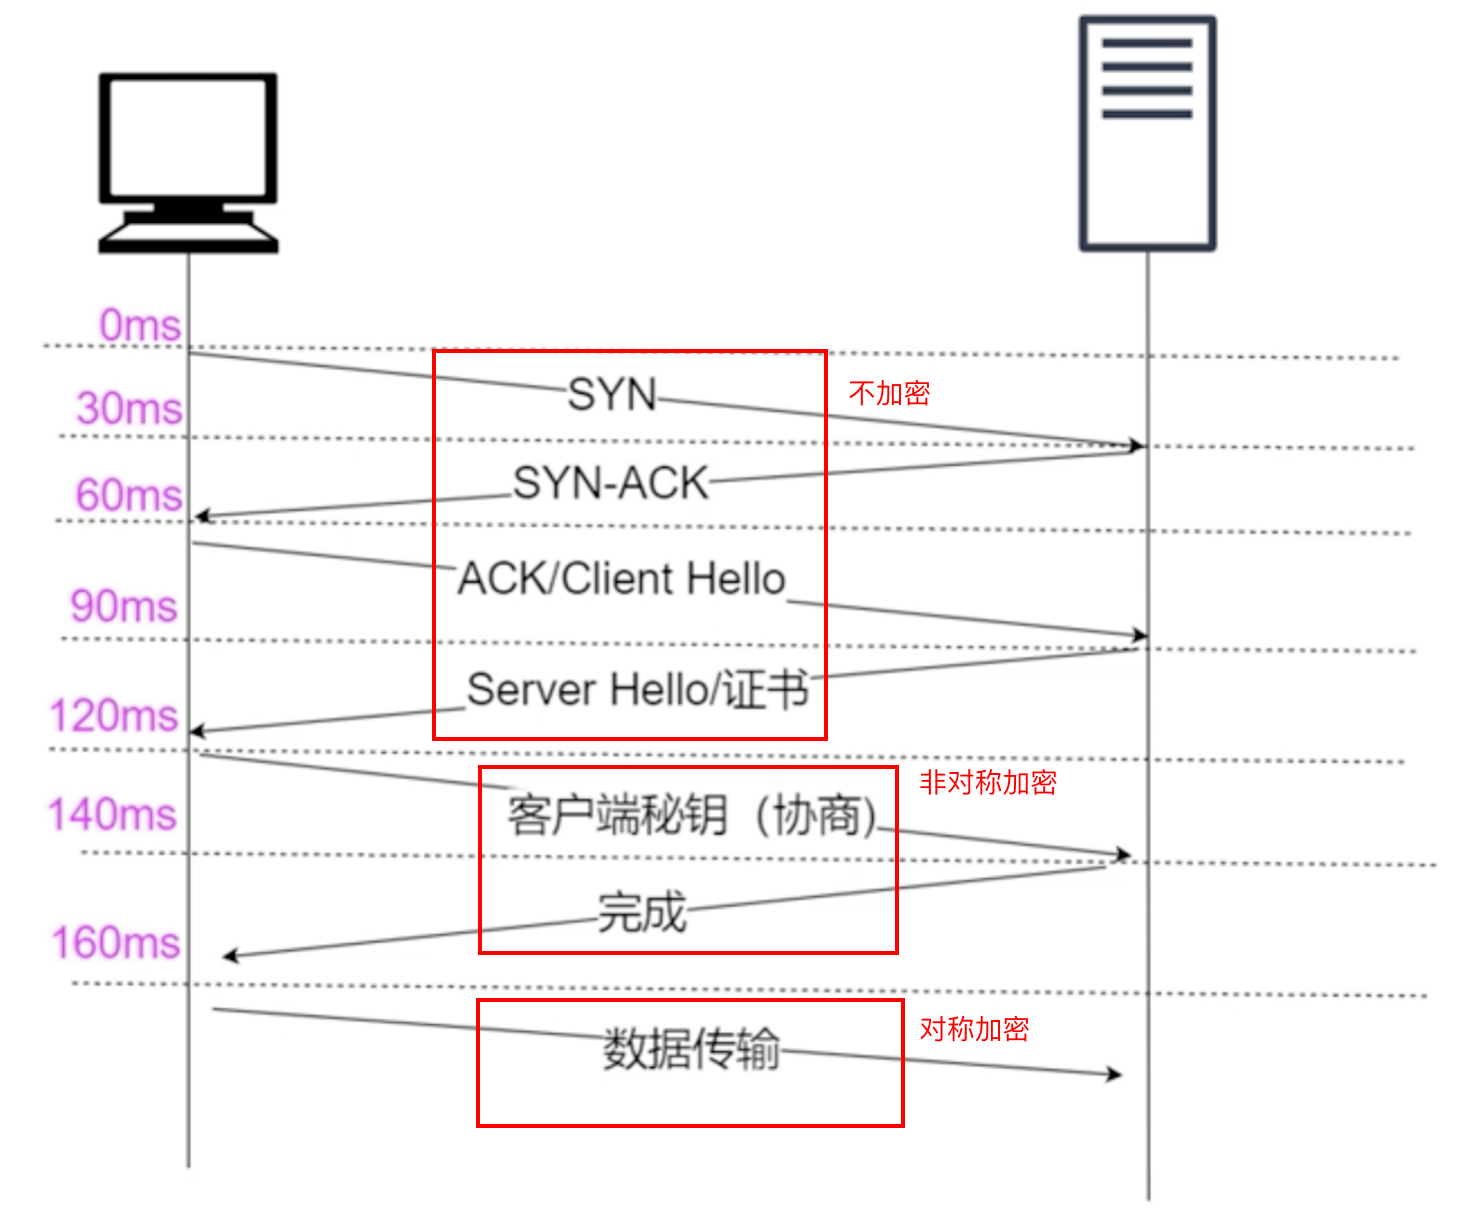 0ms
SYN
不加密
30ms
SYN-ACK
60ms
ACK/Client Hello
90ms
Server Hello/证书
120ms
非对称加密
客户端秘钥（协商)
140ms
完成
160ms
对称加密
数据传输